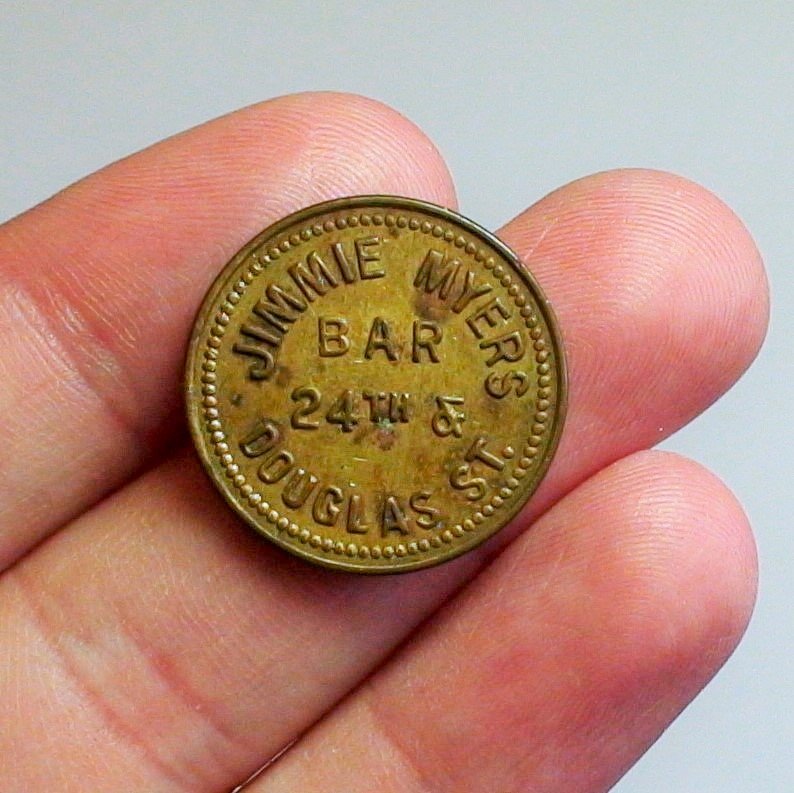 JIMMIE MYERS
BAR
24TH &
DOUGLAS ST.